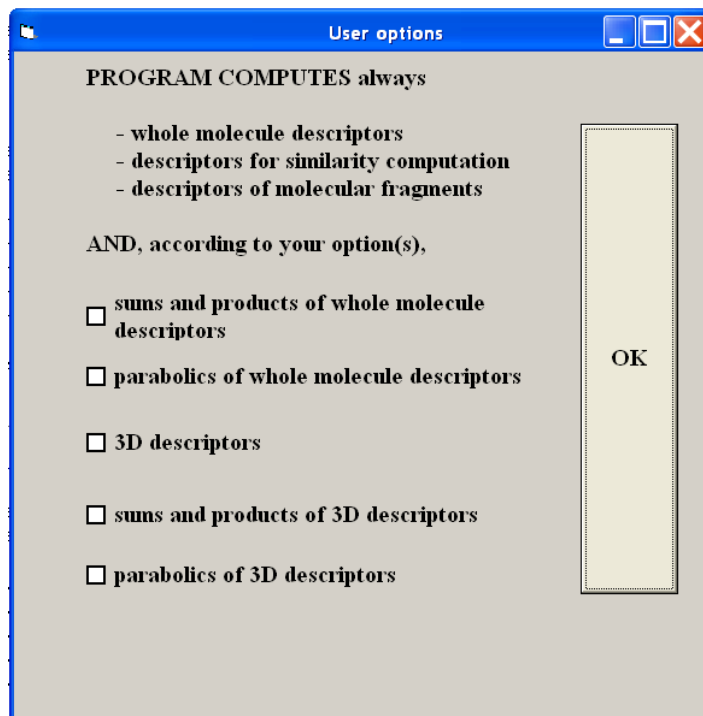 User options
PROGRAM COMPUTES always
- whole molecule descriptors
- descriptors for similarity computation
- descriptors of molecular fragments
AND, according to your option(s),
sums and products of whole molecule
descriptors
parabolics of whole molecule descriptors
3D descriptors
sums and products of 3D descriptors
parabolics of 3D descriptors
OK